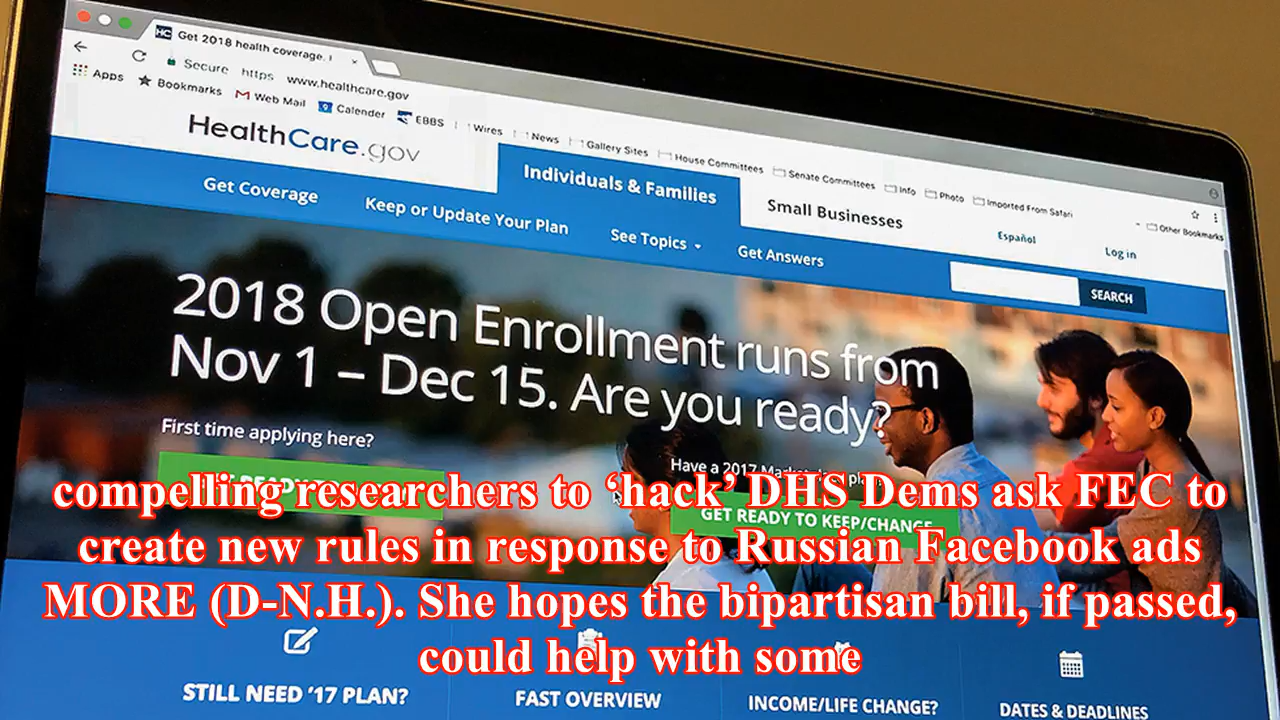 Get 2018 health coverage.
Secure https www.healthcare.gov
Apps Bookmarks Web Mail Calender EBBS Wires News Gallery Sites House Committees Senate Committees Info Photo Imported From Safari
Other Bookmarks
HealthCare.gov
Individuals & Families
Small Businesses
Español
Log in
Get Coverage
Keep or Update Your Plan
See Topics
Get Answers
SEARCH
2018 Open Enrollment runs from
Nov 1 – Dec 15. Are you ready?
First time applying here?
Have a 2017
GET READY TO KEEP/CHANGE
compelling researchers to ‘hack’ DHS Dems ask FEC to
create new rules in response to Russian Facebook ads
MORE (D-N.H.). She hopes the bipartisan bill, if passed,
could help with some
STILL NEED '17 PLAN?
FAST OVERVIEW
INCOME/LIFE CHANGE?
DATES & DEADLINES